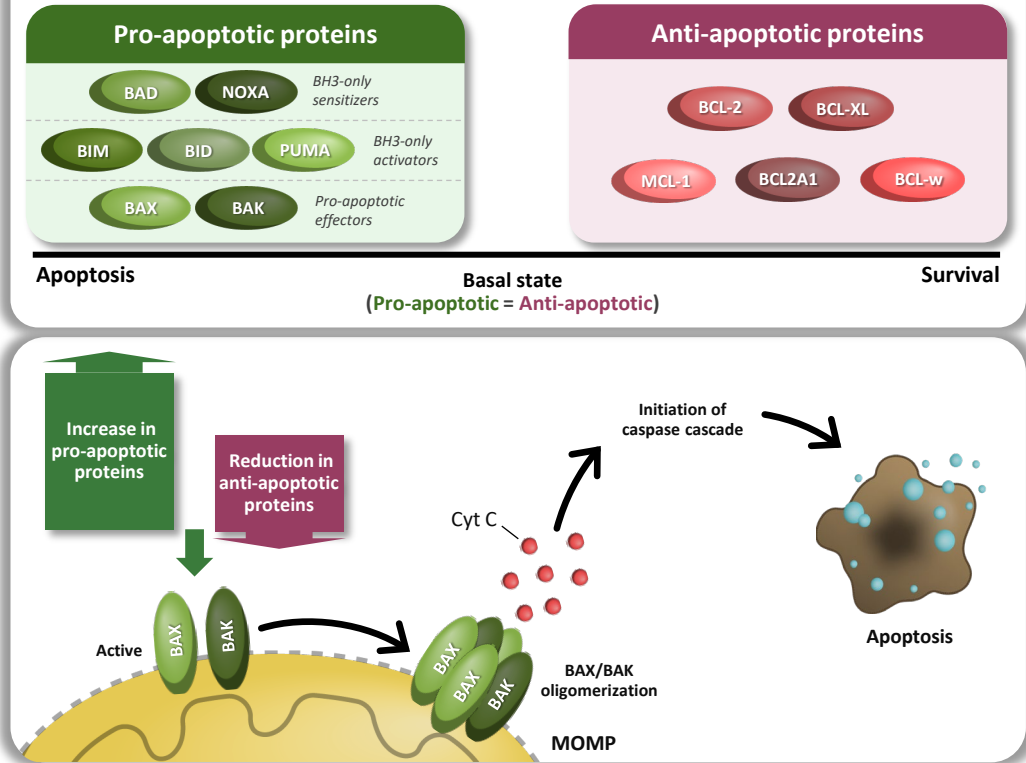 Pro-apoptotic proteins
BAD
NOXA
BH3-only
sensitizers
BIM
BID
PUMA
BH3-only
activators
BAX
BAK
Pro-apoptotic
effectors
Anti-apoptotic proteins
BCL-2
BCL-XL
MCL-1
BCL2A1
BCL-w
Apoptosis
Basal state
(Pro-apoptotic = Anti-apoptotic)
Survival
Increase in
pro-apoptotic
proteins
Reduction in
anti-apoptotic
proteins
Active
BAX
BAK
BAX
BAX
BAK
BAX/BAK
oligomerization
MOMP
Cyt C
Initiation of
caspase cascade
Apoptosis